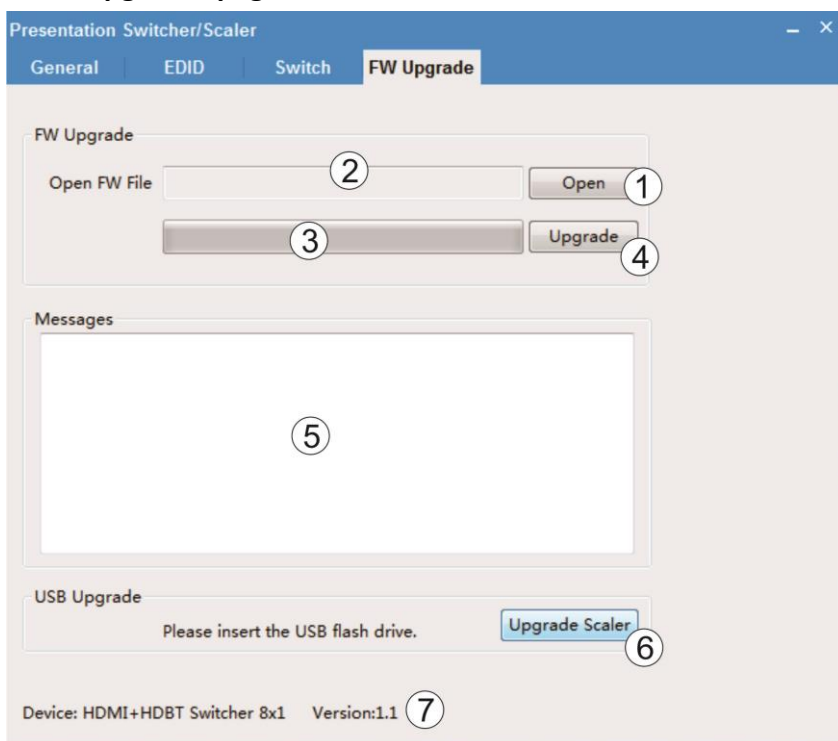 Presentation Switcher/Scaler
General EDID Switch FW Upgrade
FW Upgrade
Open FW File 2 Open 1
3 Upgrade 4
Messages
5
USB Upgrade
Please insert the USB flash drive. Upgrade Scaler 6
Device: HDMI+HDBT Switcher 8x1 Version:1.1 7